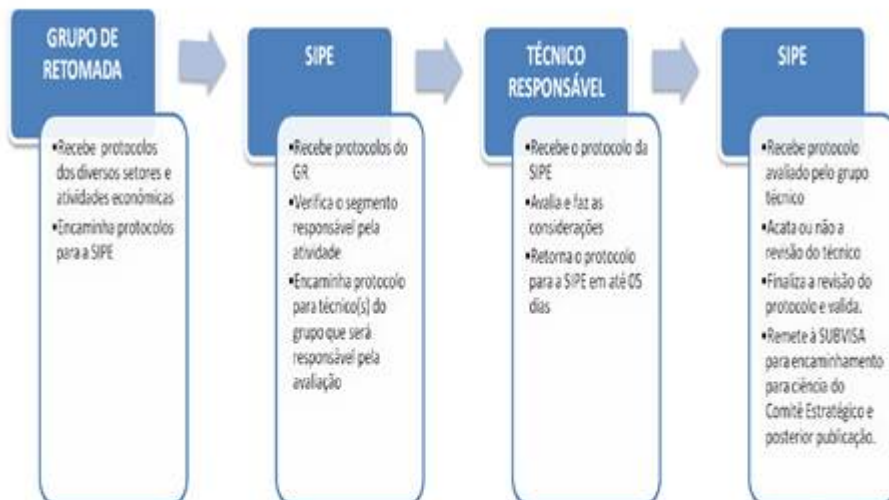 GRUPO DE
RETOMADA
▪Recebe protocolos
dos diversos setores e
atividades econômicas
▪Encaminha protocolos
para a SIPE
SIPE
▪Recebe protocolos do
GR
▪Verifica o segmento
responsável pela
atividade
▪Encaminha protocolo
para técnico(s) do
grupo que será
responsável pela
avaliação
TÉCNICO
RESPONSÁVEL
▪Recebe o protocolo da
SIPE
▪Avalia e faz as
considerações
▪Retorna o protocolo
para a SIPE em até 05
dias
SIPE
▪Recebe protocolo
avaliado pelo grupo
técnico
▪Acata ou não a
revisão do técnico
▪Finaliza a revisão do
protocolo e valida.
▪Remete à SUBVISA
para encaminhamento
para ciência do
Comitê Estratégico e
posterior publicação.